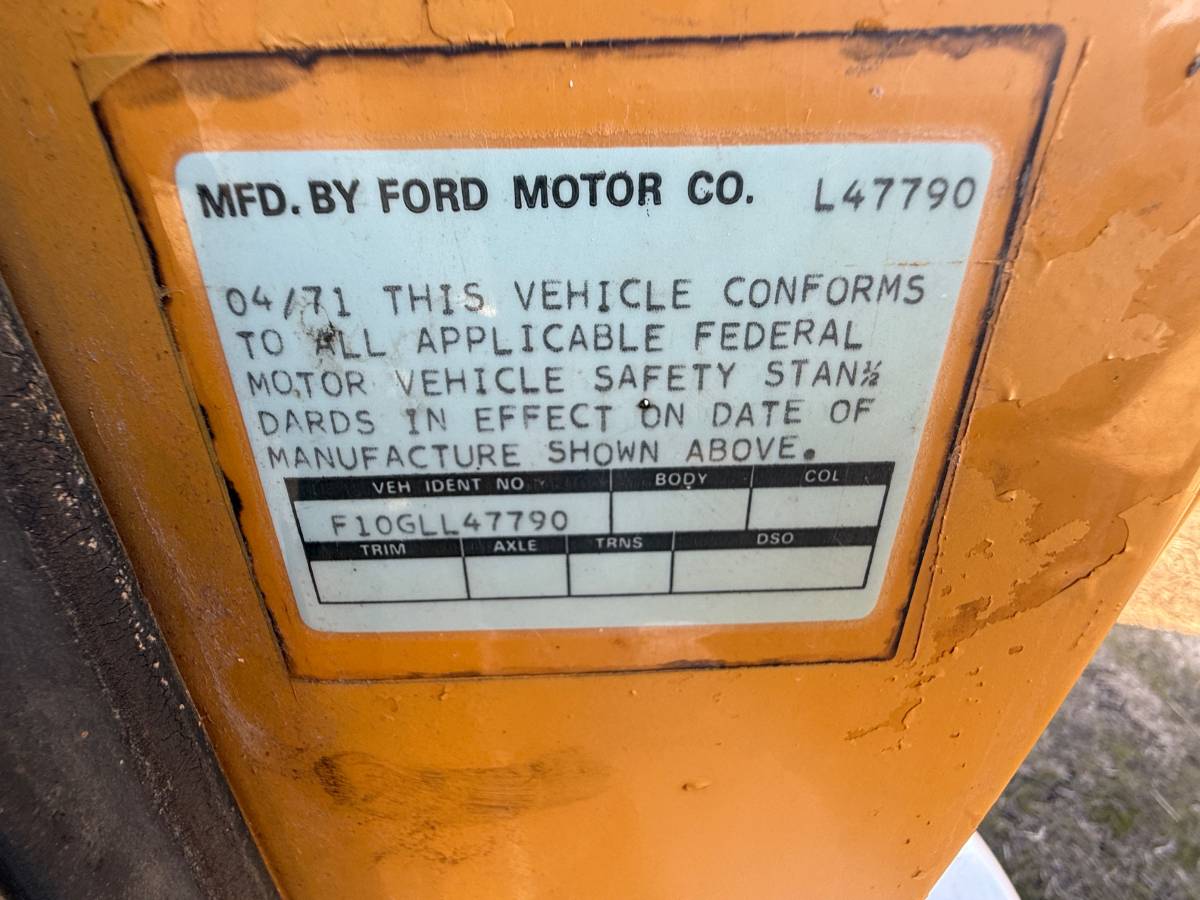 MFD. BY FORD MOTOR CO. L47790
04/71 THIS VEHICLE CONFORMS
TO ALL APPLICABLE FEDERAL
MOTOR VEHICLE SAFETY STAN½
DARDS IN EFFECT ON DATE OF
MANUFACTURE SHOWN ABOVE.
VEH IDENT NO BODY COL
F10GLL47790
TRIM AXLE TRNS DSO